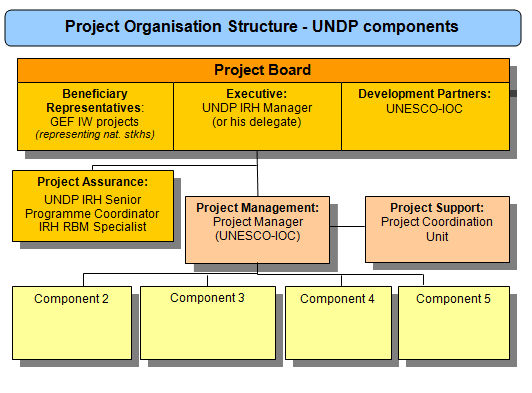 Project Organisation Structure - UNDP components
Project Board
Beneficiary
Representatives:
GEF IW projects
(representing nat. stkhs)
Executive:
UNDP IRH Manager
(or his delegate)
Development Partners:
UNESCO-IOC
Project Assurance:
UNDP IRH Senior
Programme Coordinator
IRH RBM Specialist
Project Management:
Project Manager
(UNESCO-IOC)
Project Support:
Project Coordination
Unit
Component 2
Component 3
Component 4
Component 5